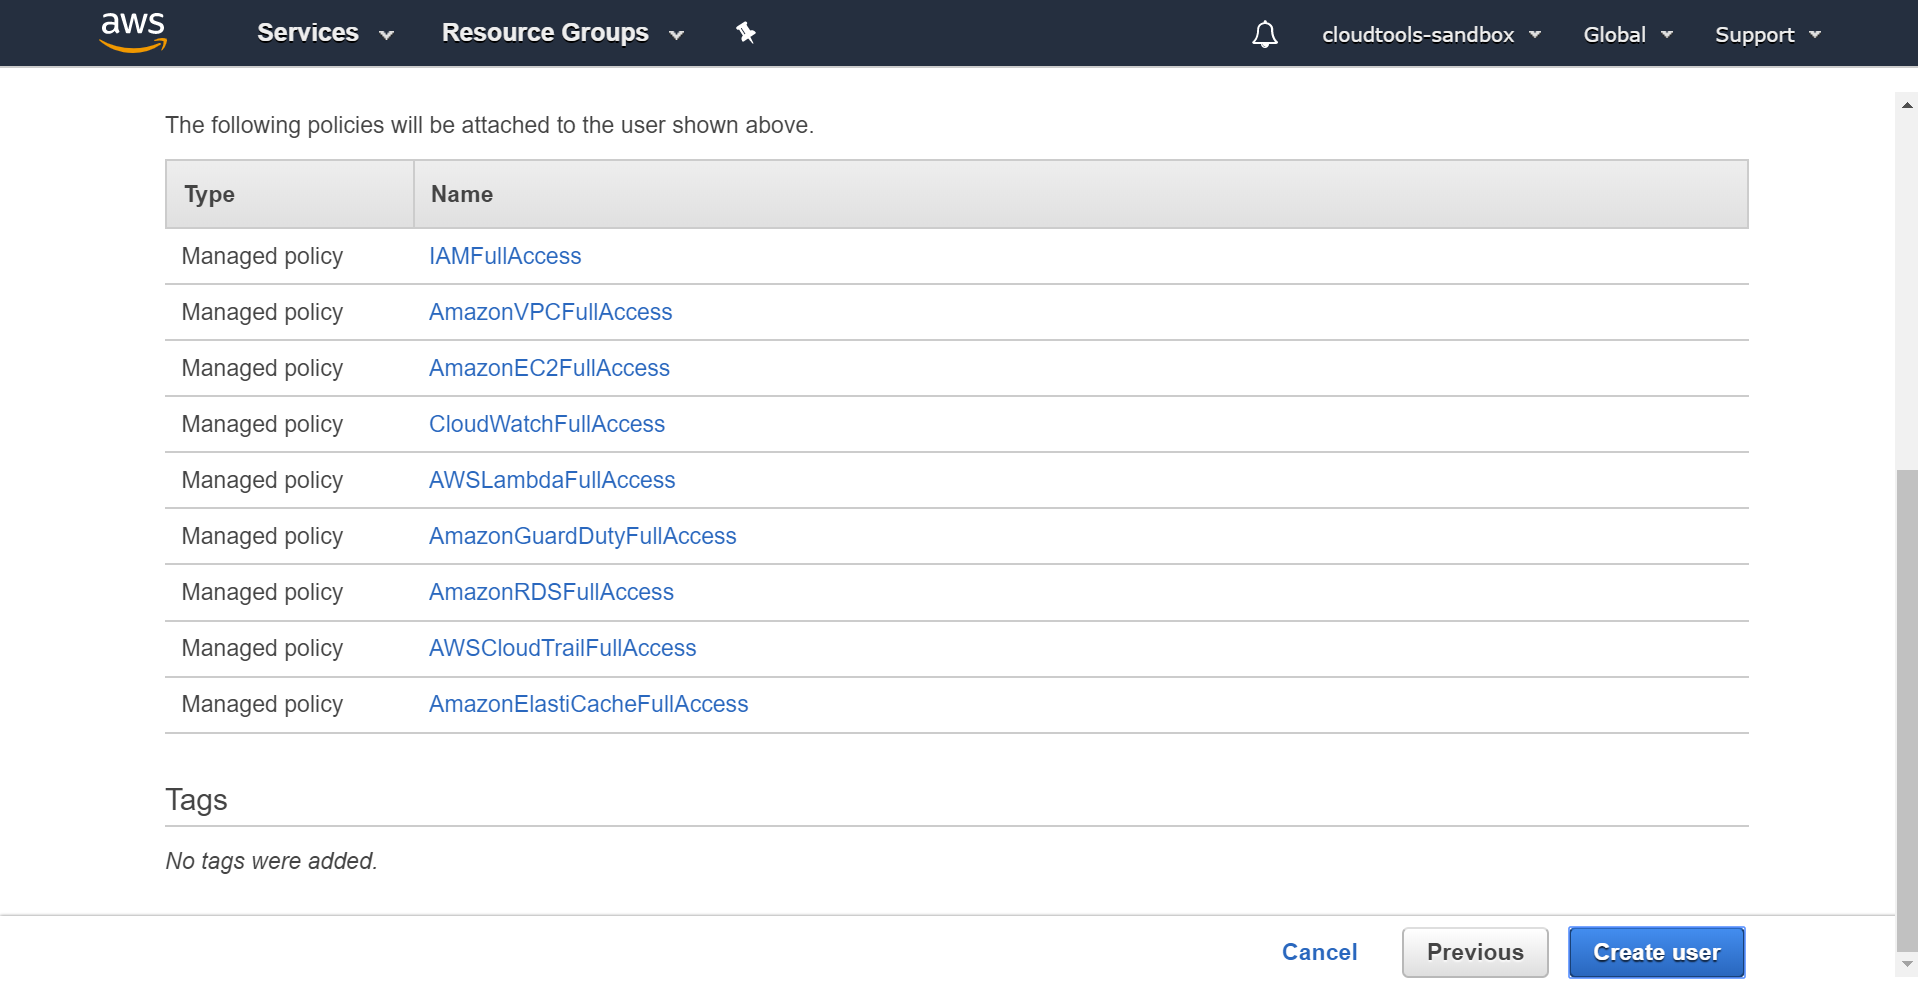 aws Services Resource Groups cloudtools-sandbox Global Support
The following policies will be attached to the user shown above.
Type Name
Managed policy IAMFullAccess
Managed policy AmazonVPCFullAccess
Managed policy AmazonEC2FullAccess
Managed policy CloudWatchFullAccess
Managed policy AWSLambdaFullAccess
Managed policy AmazonGuardDutyFullAccess
Managed policy AmazonRDSFullAccess
Managed policy AWSCloudTrailFullAccess
Managed policy AmazonElastiCacheFullAccess
Tags
No tags were added.
Cancel Previous Create user